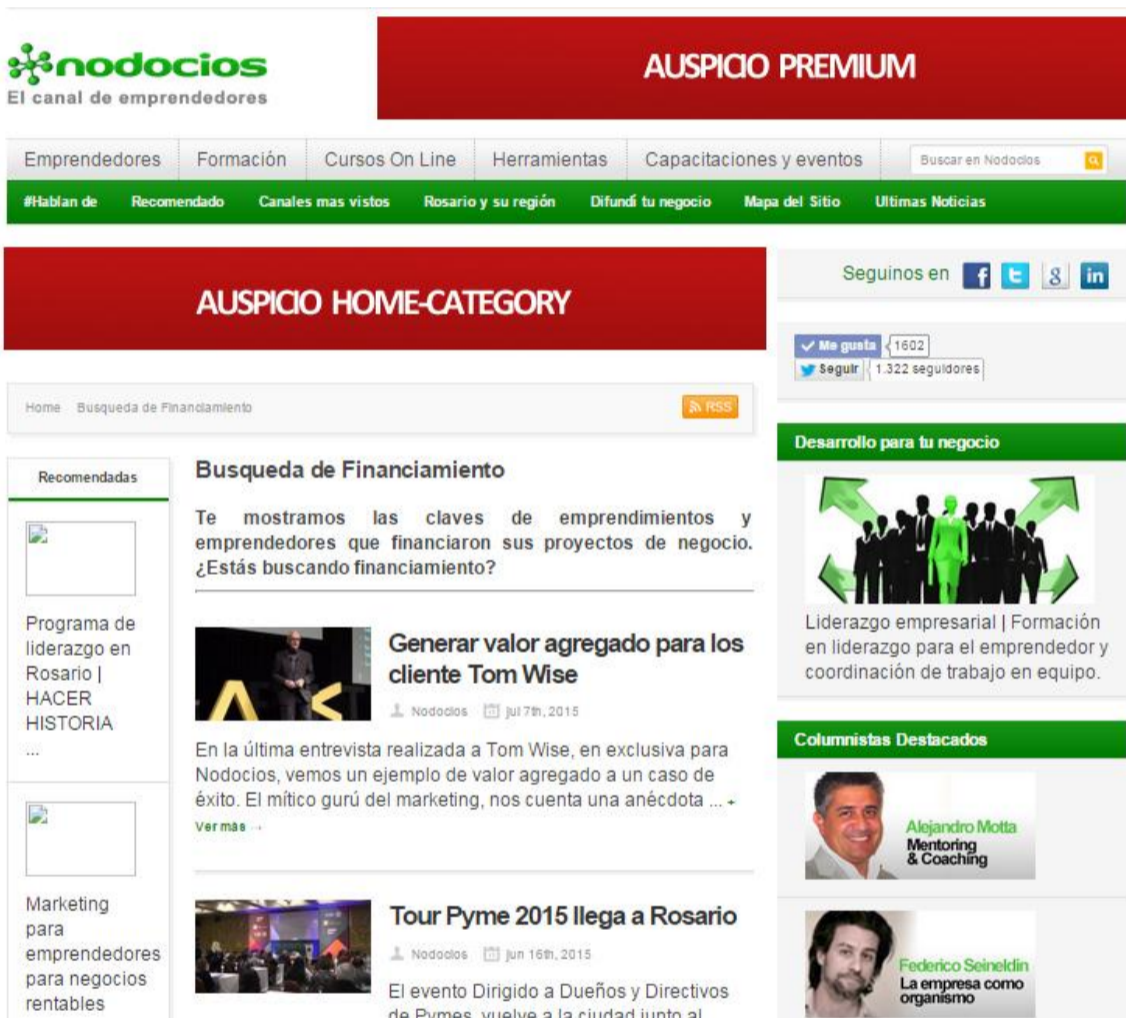 nodocios
El canal de emprendedores
AUSPICIO PREMIUM
Emprendedores
Formación
Cursos On Line
Herramientas
Capacitaciones y eventos
Buscar en Nodocios
#Hablan de
Recomendado
Canales mas vistos
Rosario y su región
Difundí tu negocio
Mapa del Sitio
Ultimas Noticias
AUSPICIO HOME-CATEGORY
Seguinos en
Me gusta
1602
Seguir
1.322 seguidores
Home
Busqueda de Financiamiento
RSS
Recomendadas
Programa de
liderazgo en
Rosario |
HACER
HISTORIA
...
Marketing
para
emprendedores
para negocios
rentables
Busqueda de Financiamiento
Te mostramos las claves de emprendimientos y
emprendedores que financiaron sus proyectos de negocio.
¿Estás buscando financiamiento?
Generar valor agregado para los
cliente Tom Wise
Nodocios
jul 7th, 2015
En la última entrevista realizada a Tom Wise, en exclusiva para
Nodocios, vemos un ejemplo de valor agregado a un caso de
éxito. El mítico gurú del marketing, nos cuenta una anécdota ... +
Ver más →
Tour Pyme 2015 llega a Rosario
Nodocios
jun 16th, 2015
El evento Dirigido a Dueños y Directivos
de Pymes, vuelve a la ciudad junto al
Desarrollo para tu negocio
Liderazgo empresarial | Formación
en liderazgo para el emprendedor y
coordinación de trabajo en equipo.
Columnistas Destacados
Alejandro Motta
Mentoring
& Coaching
Federico Seineldin
La empresa como
organismo